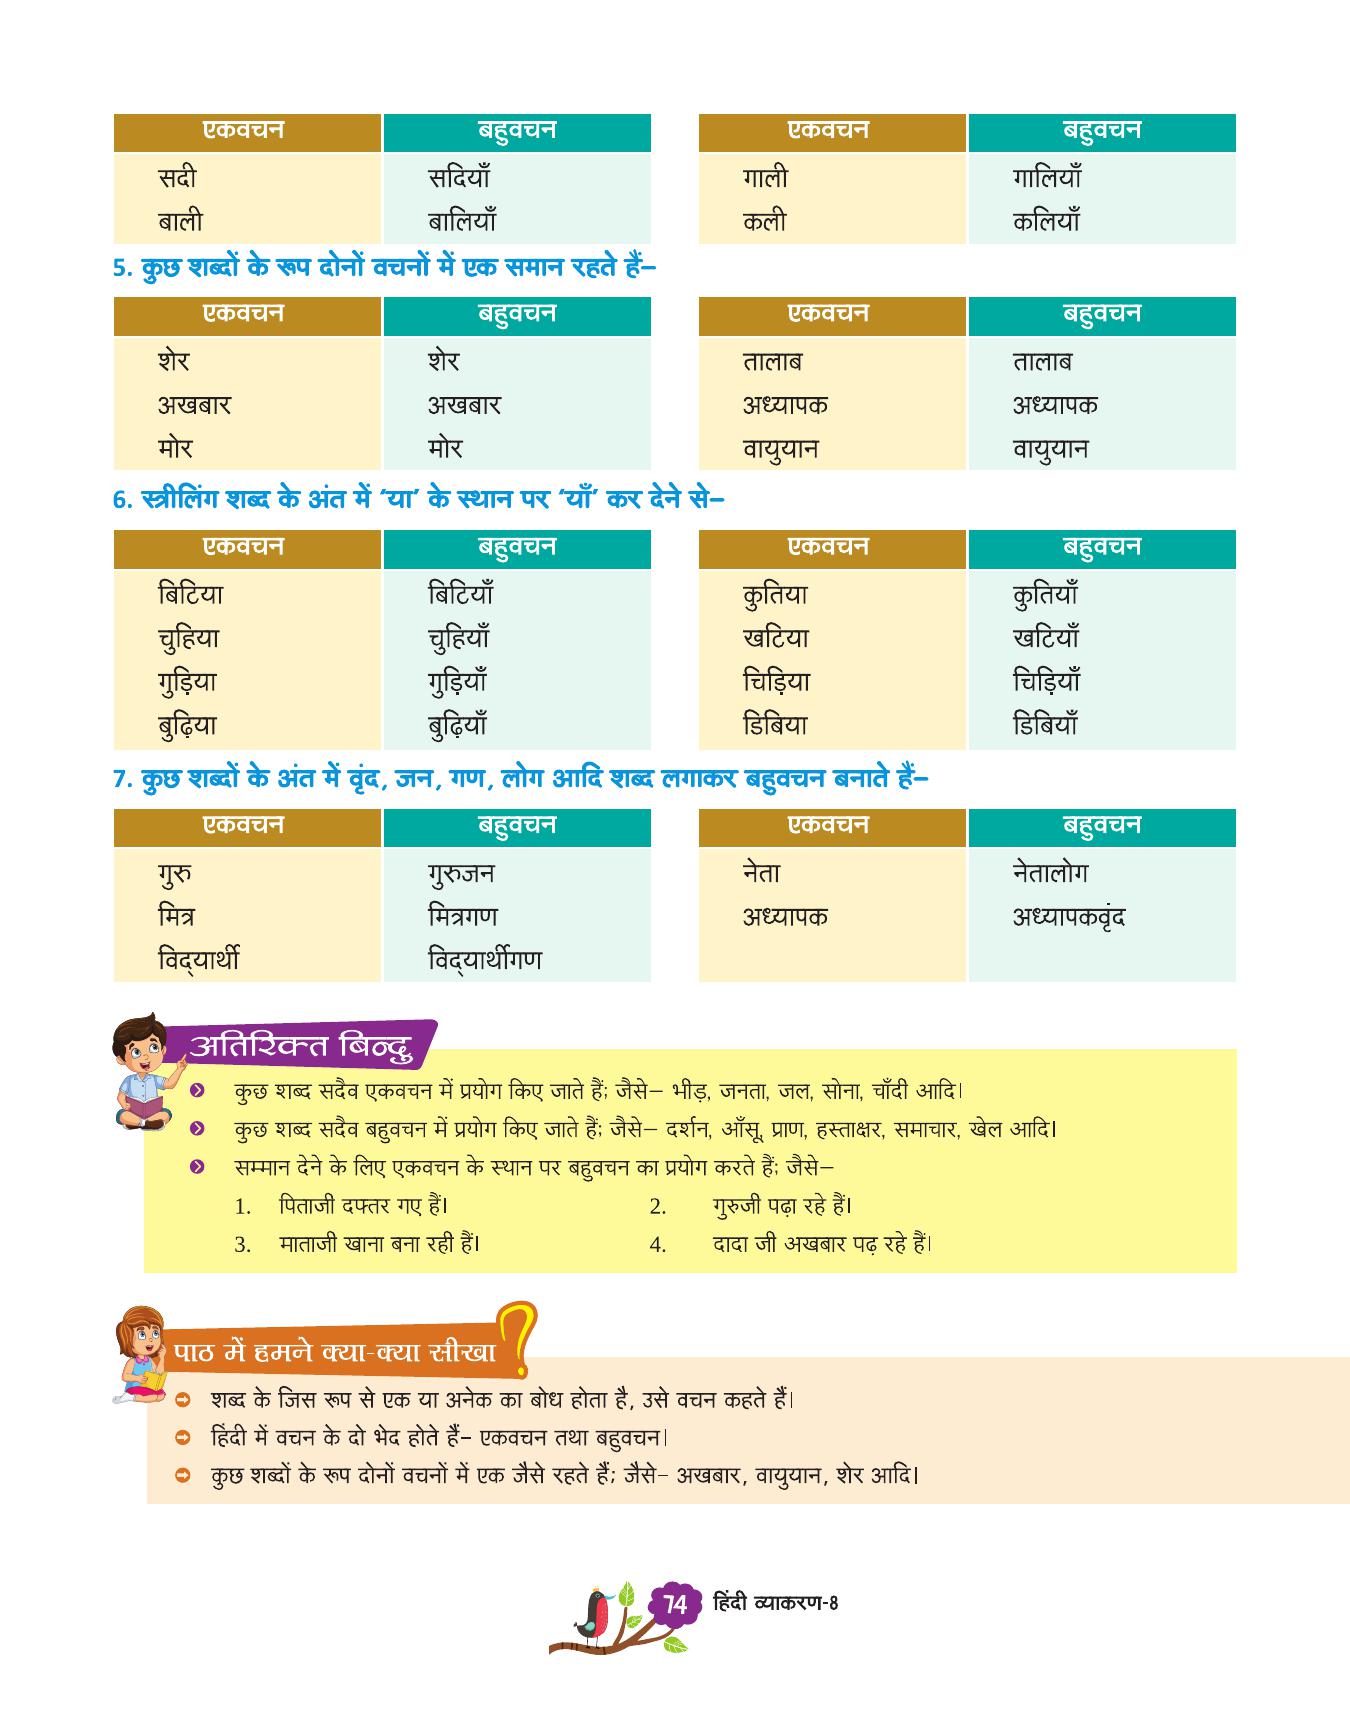 एकवचन बहुवचन एकवचन बहुवचन
सदी सदियाँ गाली गालियाँ
बाली बालियाँ कली कलियाँ
5. कुछ शब्दों के रूप दोनों वचनों में एक समान रहते हैं–
एकवचन बहुवचन एकवचन बहुवचन
शेर शेर तालाब तालाब
अखबार अखबार अध्यापक अध्यापक
मोर मोर वायुयान वायुयान
6. स्त्रीलिंग शब्द के अंत में ‘या’ के स्थान पर ‘याँ’ कर देने से–
एकवचन बहुवचन एकवचन बहुवचन
बिटिया बिटियाँ कुतिया कुतियाँ
चुहिया चुहियाँ खटिया खटियाँ
गुड़िया गुड़ियाँ चिड़िया चिड़ियाँ
बुढ़िया बुढ़ियाँ डिबिया डिबियाँ
7. कुछ शब्दों के अंत में वृंद, जन, गण, लोग आदि शब्द लगाकर बहुवचन बनाते हैं–
एकवचन बहुवचन एकवचन बहुवचन
गुरु गुरुजन नेता नेतालोग
मित्र मित्रगण अध्यापक अध्यापकवृंद
विद्‌यार्थी विद्‌यार्थीगण
अतिरिक्त बिन्दु
कुछ शब्द सदैव एकवचन में प्रयोग किए जाते हैं; जैसे– भीड़, जनता, जल, सोना, चाँदी आदि।
कुछ शब्द सदैव बहुवचन में प्रयोग किए जाते हैं; जैसे– दर्शन, आँसू, प्राण, हस्ताक्षर, समाचार, खेल आदि।
सम्मान देने के लिए एकवचन के स्थान पर बहुवचन का प्रयोग करते हैं; जैसे–
1. पिताजी दफ्तर गए हैं। 2. गुरुजी पढ़ा रहे हैं।
3. माताजी खाना बना रही हैं। 4. दादा जी अखबार पढ़ रहे हैं।
पाठ में हमने क्या-क्या सीखा ?
शब्द के जिस रूप से एक या अनेक का बोध होता है, उसे वचन कहते हैं।
हिंदी में वचन के दो भेद होते हैं– एकवचन तथा बहुवचन।
कुछ शब्दों के रूप दोनों वचनों में एक जैसे रहते हैं; जैसे– अखबार, वायुयान, शेर आदि।
74 हिंदी व्याकरण-8